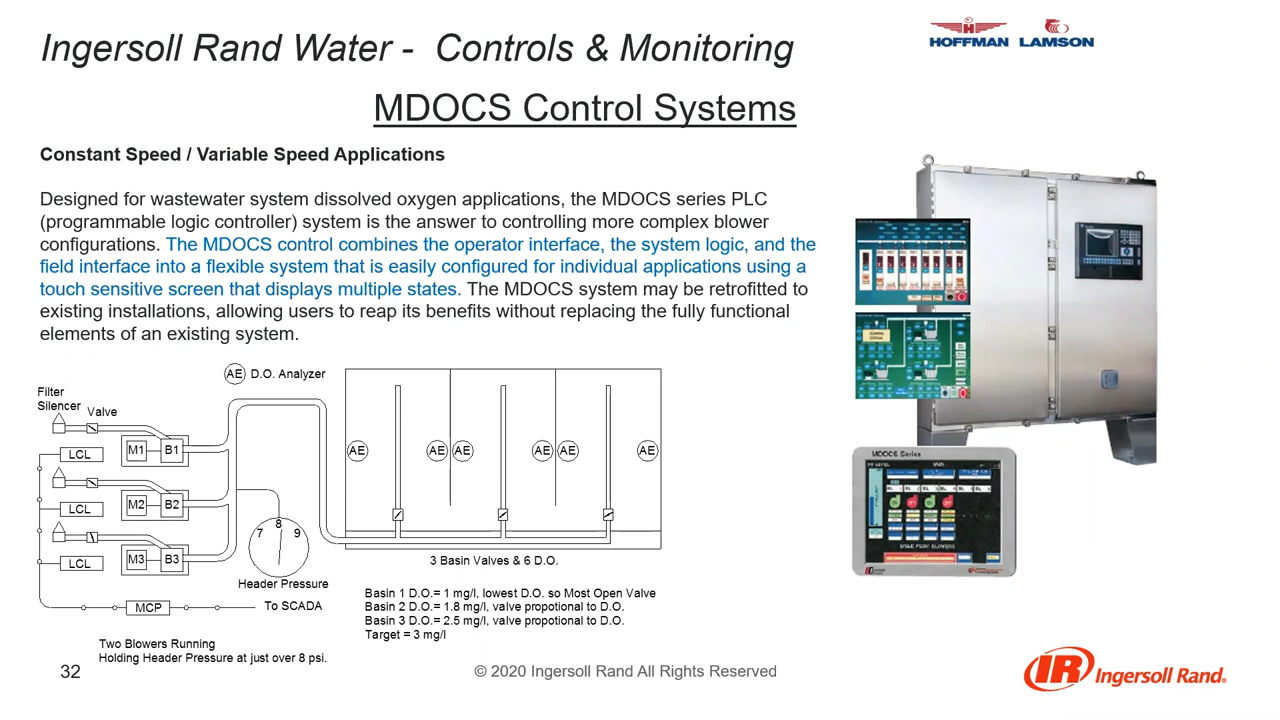 Ingersoll Rand Water - Controls & Monitoring
HOFFMAN LAMSON
MDOCS Control Systems
Constant Speed / Variable Speed Applications
Designed for wastewater system dissolved oxygen applications, the MDOCS series PLC
(programmable logic controller) system is the answer to controlling more complex blower
configurations. The MDOCS control combines the operator interface, the system logic, and the
field interface into a flexible system that is easily configured for individual applications using a
touch sensitive screen that displays multiple states. The MDOCS system may be retrofitted to
existing installations, allowing users to reap its benefits without replacing the fully functional
elements of an existing system.
AE D.O. Analyzer
Filter
Silencer
Valve
LCL M1 B1
LCL M2 B2
LCL M3 B3
AE AE AE AE AE AE
7 8 9
Header Pressure
MCP To SCADA
3 Basin Valves & 6 D.O.
Basin 1 D.O.= 1 mg/l, lowest D.O. so Most Open Valve
Basin 2 D.O.= 1.8 mg/l, valve propotional to D.O.
Basin 3 D.O.= 2.5 mg/l, valve propotional to D.O.
Target = 3 mg/l
Two Blowers Running
Holding Header Pressure at just over 8 psi.
MDOCS Series
32
© 2020 Ingersoll Rand All Rights Reserved
IR Ingersoll Rand®